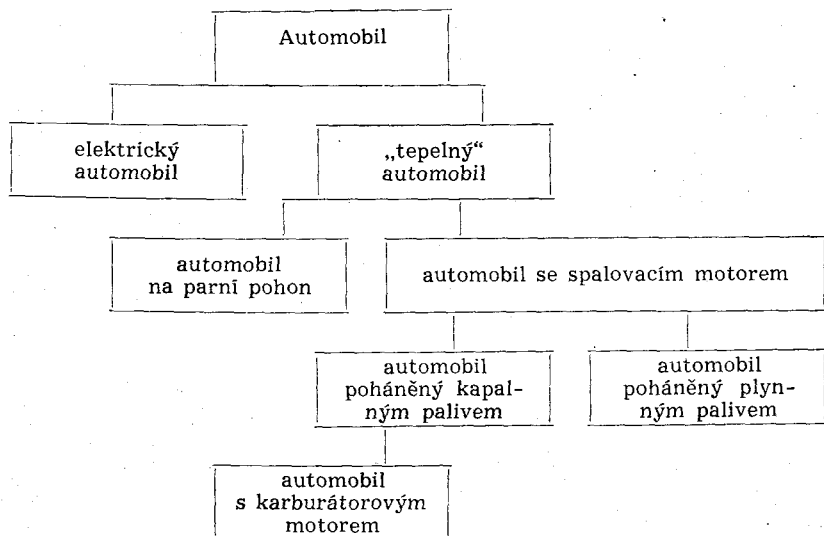 Automobil
elektrický
automobil
„tepelný“
automobil
automobil
na parní pohon
automobil se spalovacím motorem
automobil
poháněný kapal-
ným palivem
automobil
poháněný plyn-
ným palivem
automobil
s karburátorovým
motorem